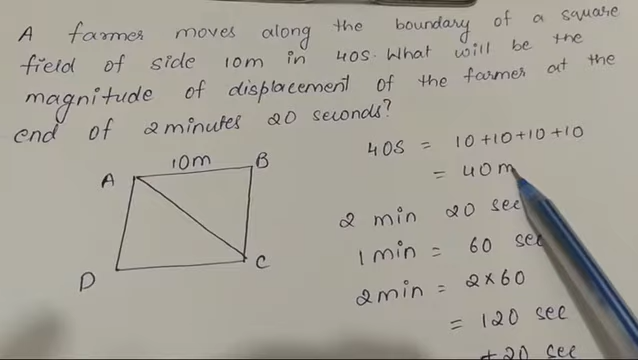 A farmer moves along the boundary of a square
field of side 10m in 40s. What will be the
magnitude of displacement of the farmer at the
end of 2 minutes 20 seconds?
10m
A
B
D
C
40s = 10+10+10+10
= 40m
2 min 20 sec
1 min = 60 sec
2 min = 2×60
= 120 sec
+ 20 sec